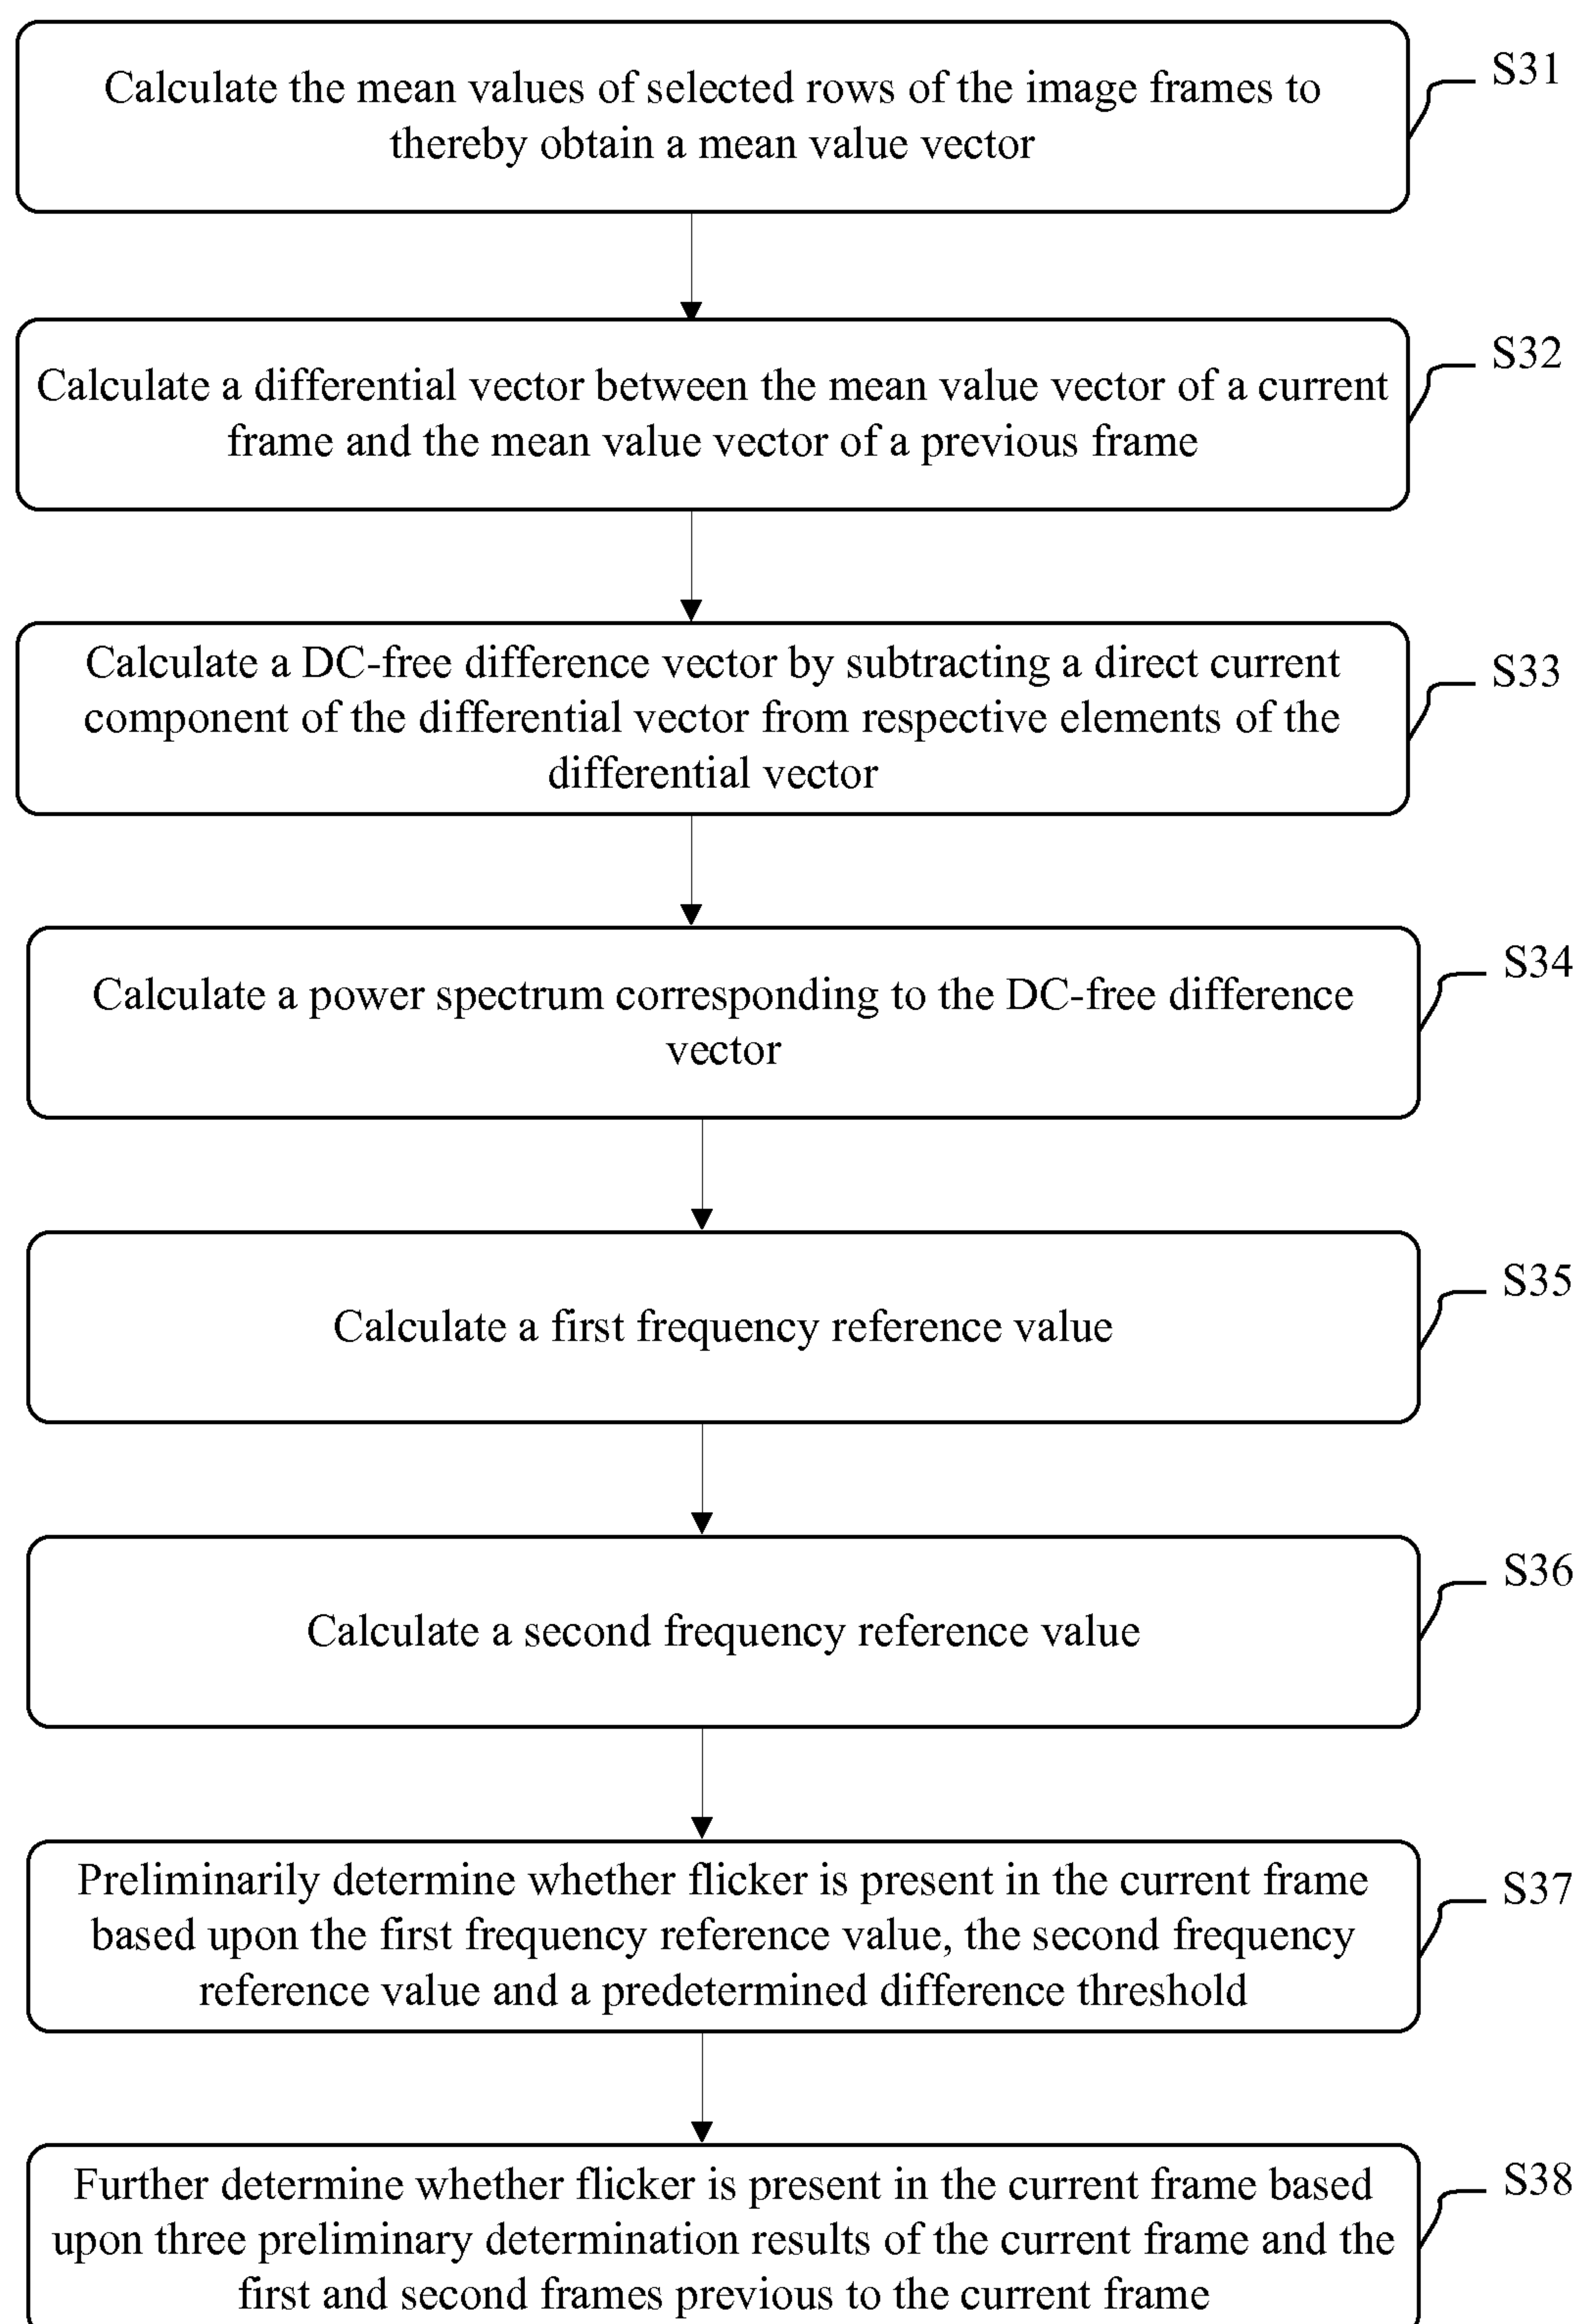 Calculate the mean values of selected rows of the image frames to
thereby obtain a mean value vector
S31
Calculate a differential vector between the mean value vector of a current
frame and the mean value vector of a previous frame
S32
Calculate a DC-free difference vector by subtracting a direct current
component of the differential vector from respective elements of the
differential vector
S33
Calculate a power spectrum corresponding to the DC-free difference
vector
S34
Calculate a first frequency reference value
S35
Calculate a second frequency reference value
S36
Preliminarily determine whether flicker is present in the current frame
based upon the first frequency reference value, the second frequency
reference value and a predetermined difference threshold
S37
Further determine whether flicker is present in the current frame based
upon three preliminary determination results of the current frame and the
first and second frames previous to the current frame
S38